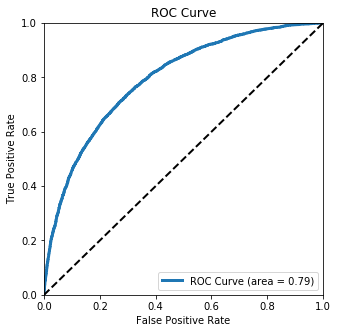 ROC Curve
1.0
0.8
0.6
0.4
0.2
0.0
True Positive Rate
ROC Curve (area = 0.79)
0.0 0.2 0.4 0.6 0.8 1.0
False Positive Rate